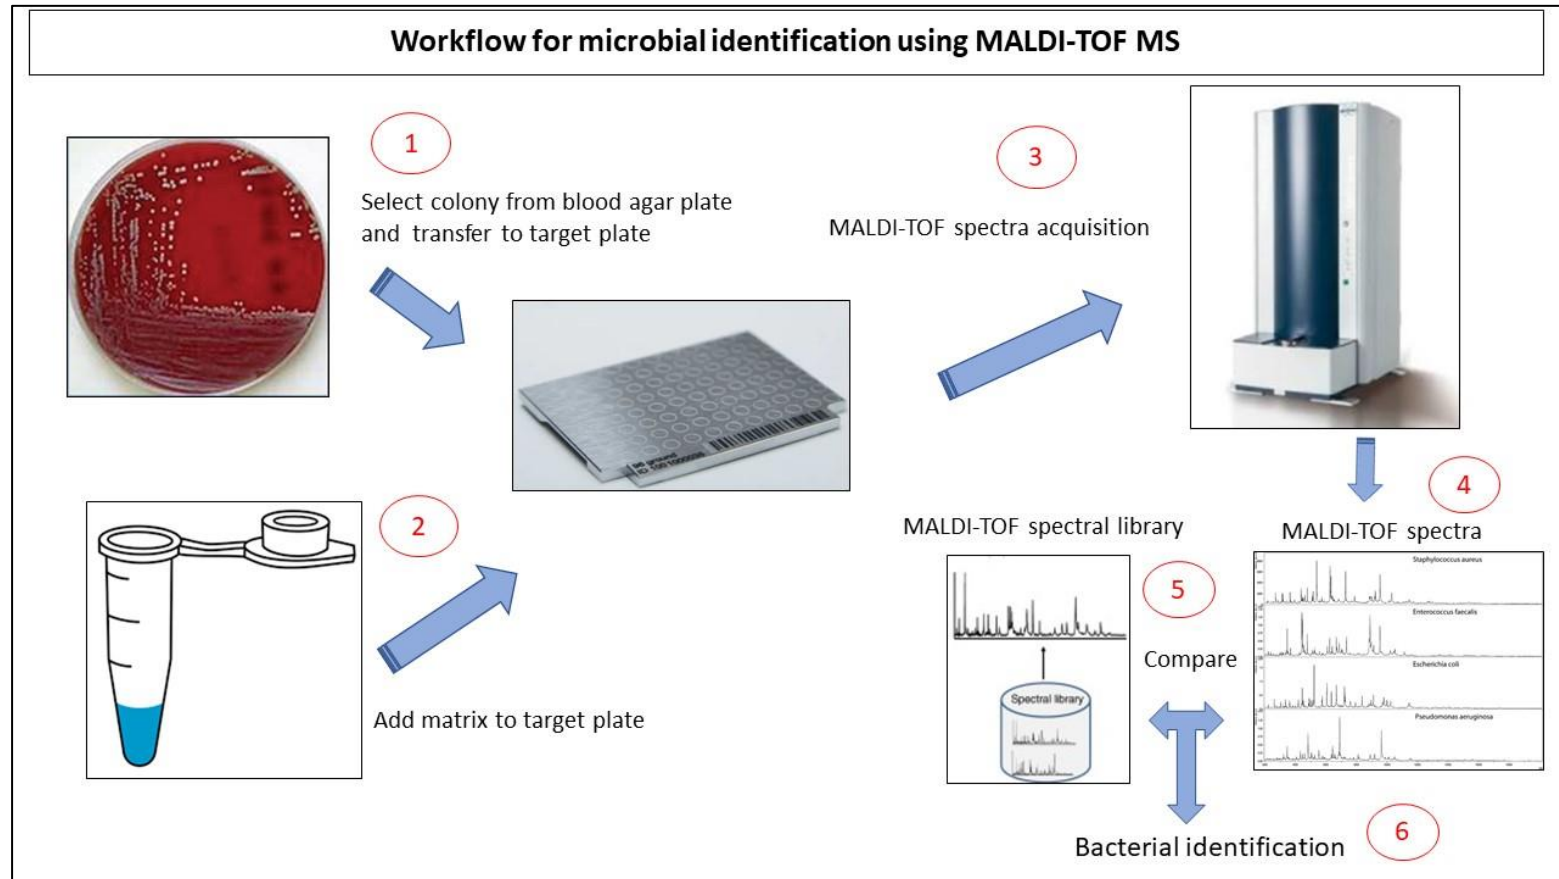 Workflow for microbial identification using MALDI-TOF MS
1
Select colony from blood agar plate
and transfer to target plate
2
Add matrix to target plate
96 ground
3
MALDI-TOF spectra acquisition
4
MALDI-TOF spectra
Staphylococcus aureus
Enterococcus faecalis
Escherichia coli
Pseudomonas aeruginosa
MALDI-TOF spectral library
5
Compare
Spectral library
6
Bacterial identification